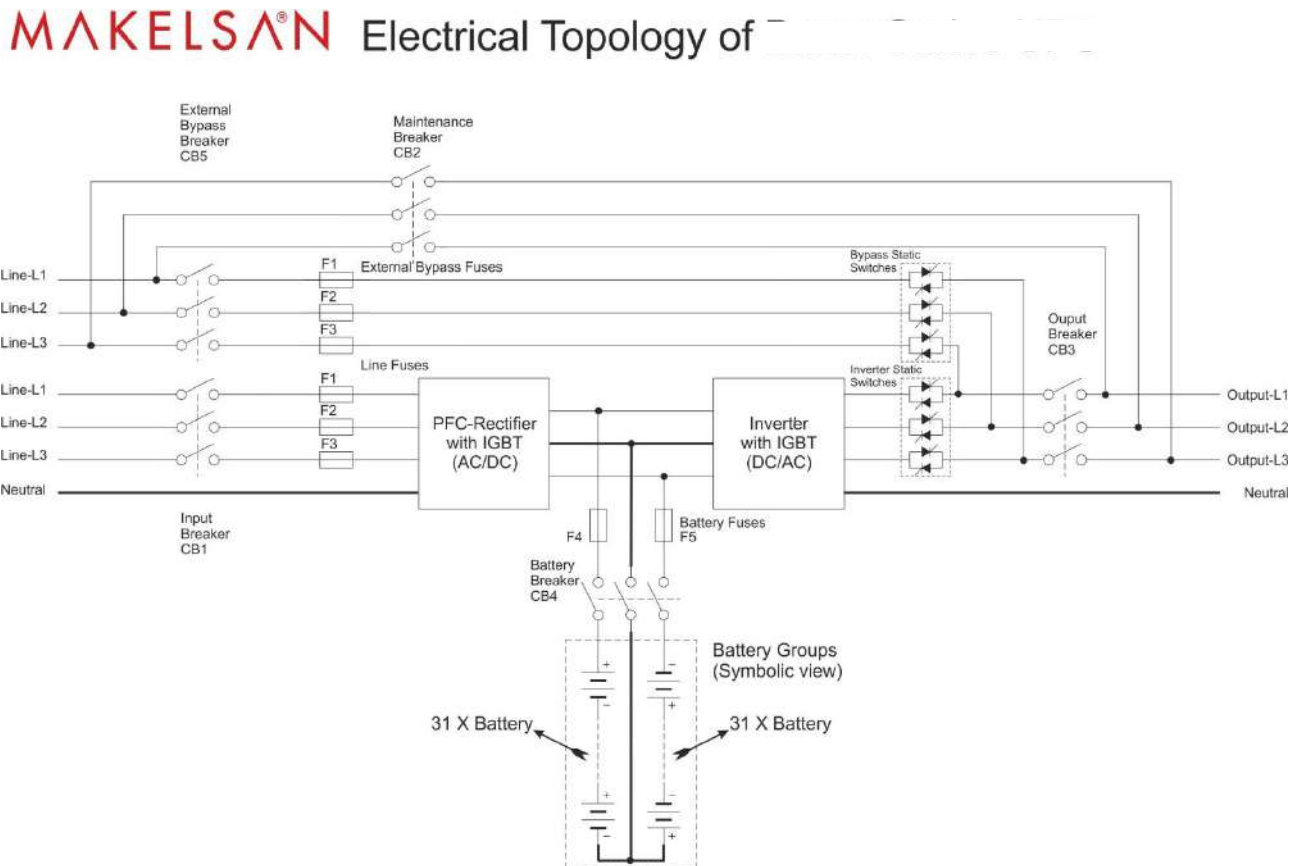 MAKELSAN® Electrical Topology of
External
Bypass
Breaker
CB5
Maintenance
Breaker
CB2
Line-L1
F1
External Bypass Fuses
Bypass Static
Switches
Line-L2
F2
Line-L3
F3
Ouput
Breaker
CB3
Line Fuses
Inverter Static
Switches
Line-L1
F1
Output-L1
Line-L2
F2
Output-L2
Line-L3
F3
Output-L3
PFC-Rectifier
with IGBT
(AC/DC)
Inverter
with IGBT
(DC/AC)
Neutral
Neutral
Input
Breaker
CB1
F4
Battery Fuses
F5
Battery
Breaker
CB4
Battery Groups
(Symbolic view)
+
-
-
+
31 X Battery
31 X Battery
+
-
-
+